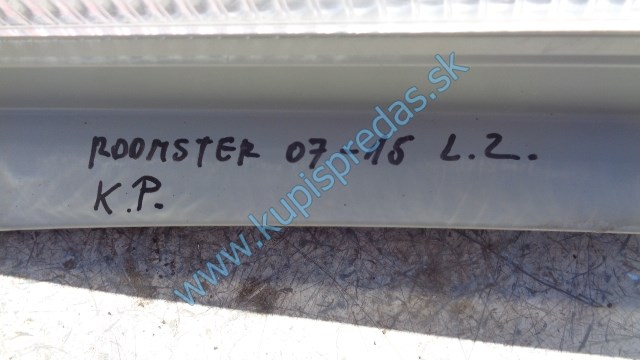 ROOMSTER 07-15 L.Z.
K.P.
www.kupispredas.sk